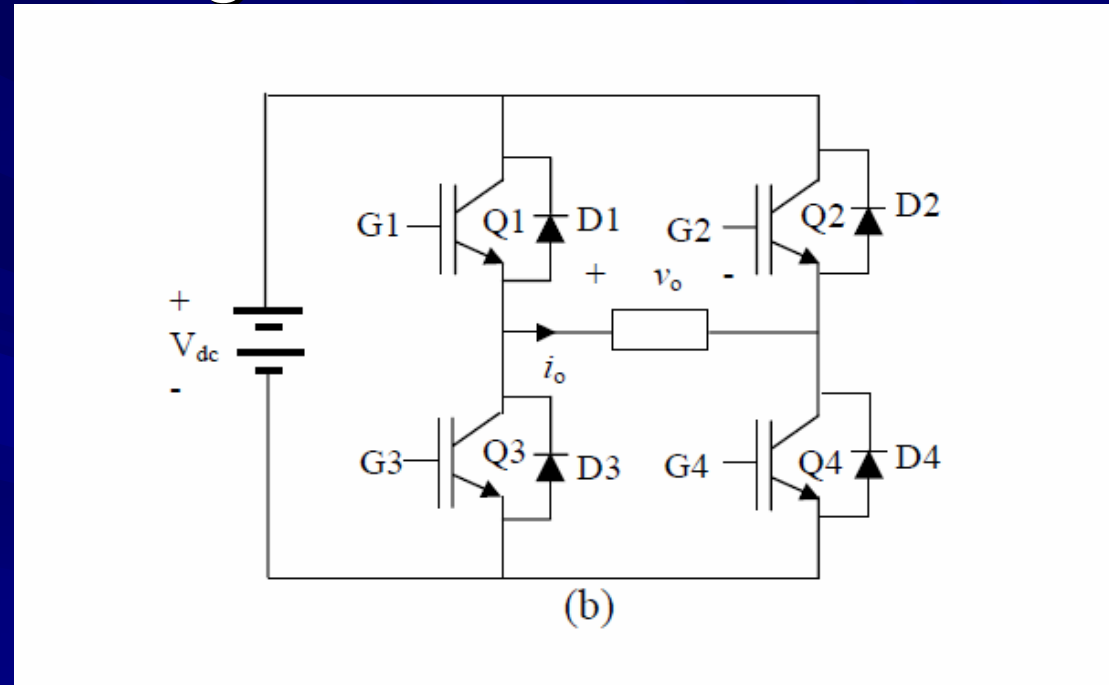 G1 Q1 D1 G2 Q2 D2
+ vo -
+
Vdc
-
io
G3 Q3 D3 G4 Q4 D4
(b)